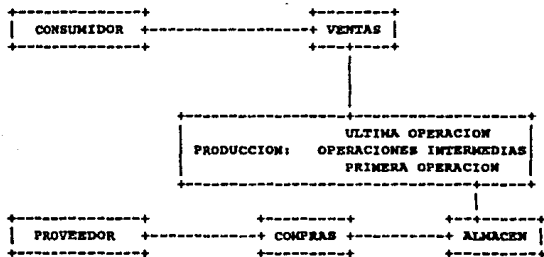 CONSUMIDOR VENTAS
ULTIMA OPERACION
PRODUCCION: OPERACIONES INTERMEDIAS
PRIMERA OPERACION
PROVEEDOR COMPRAS ALMACEN